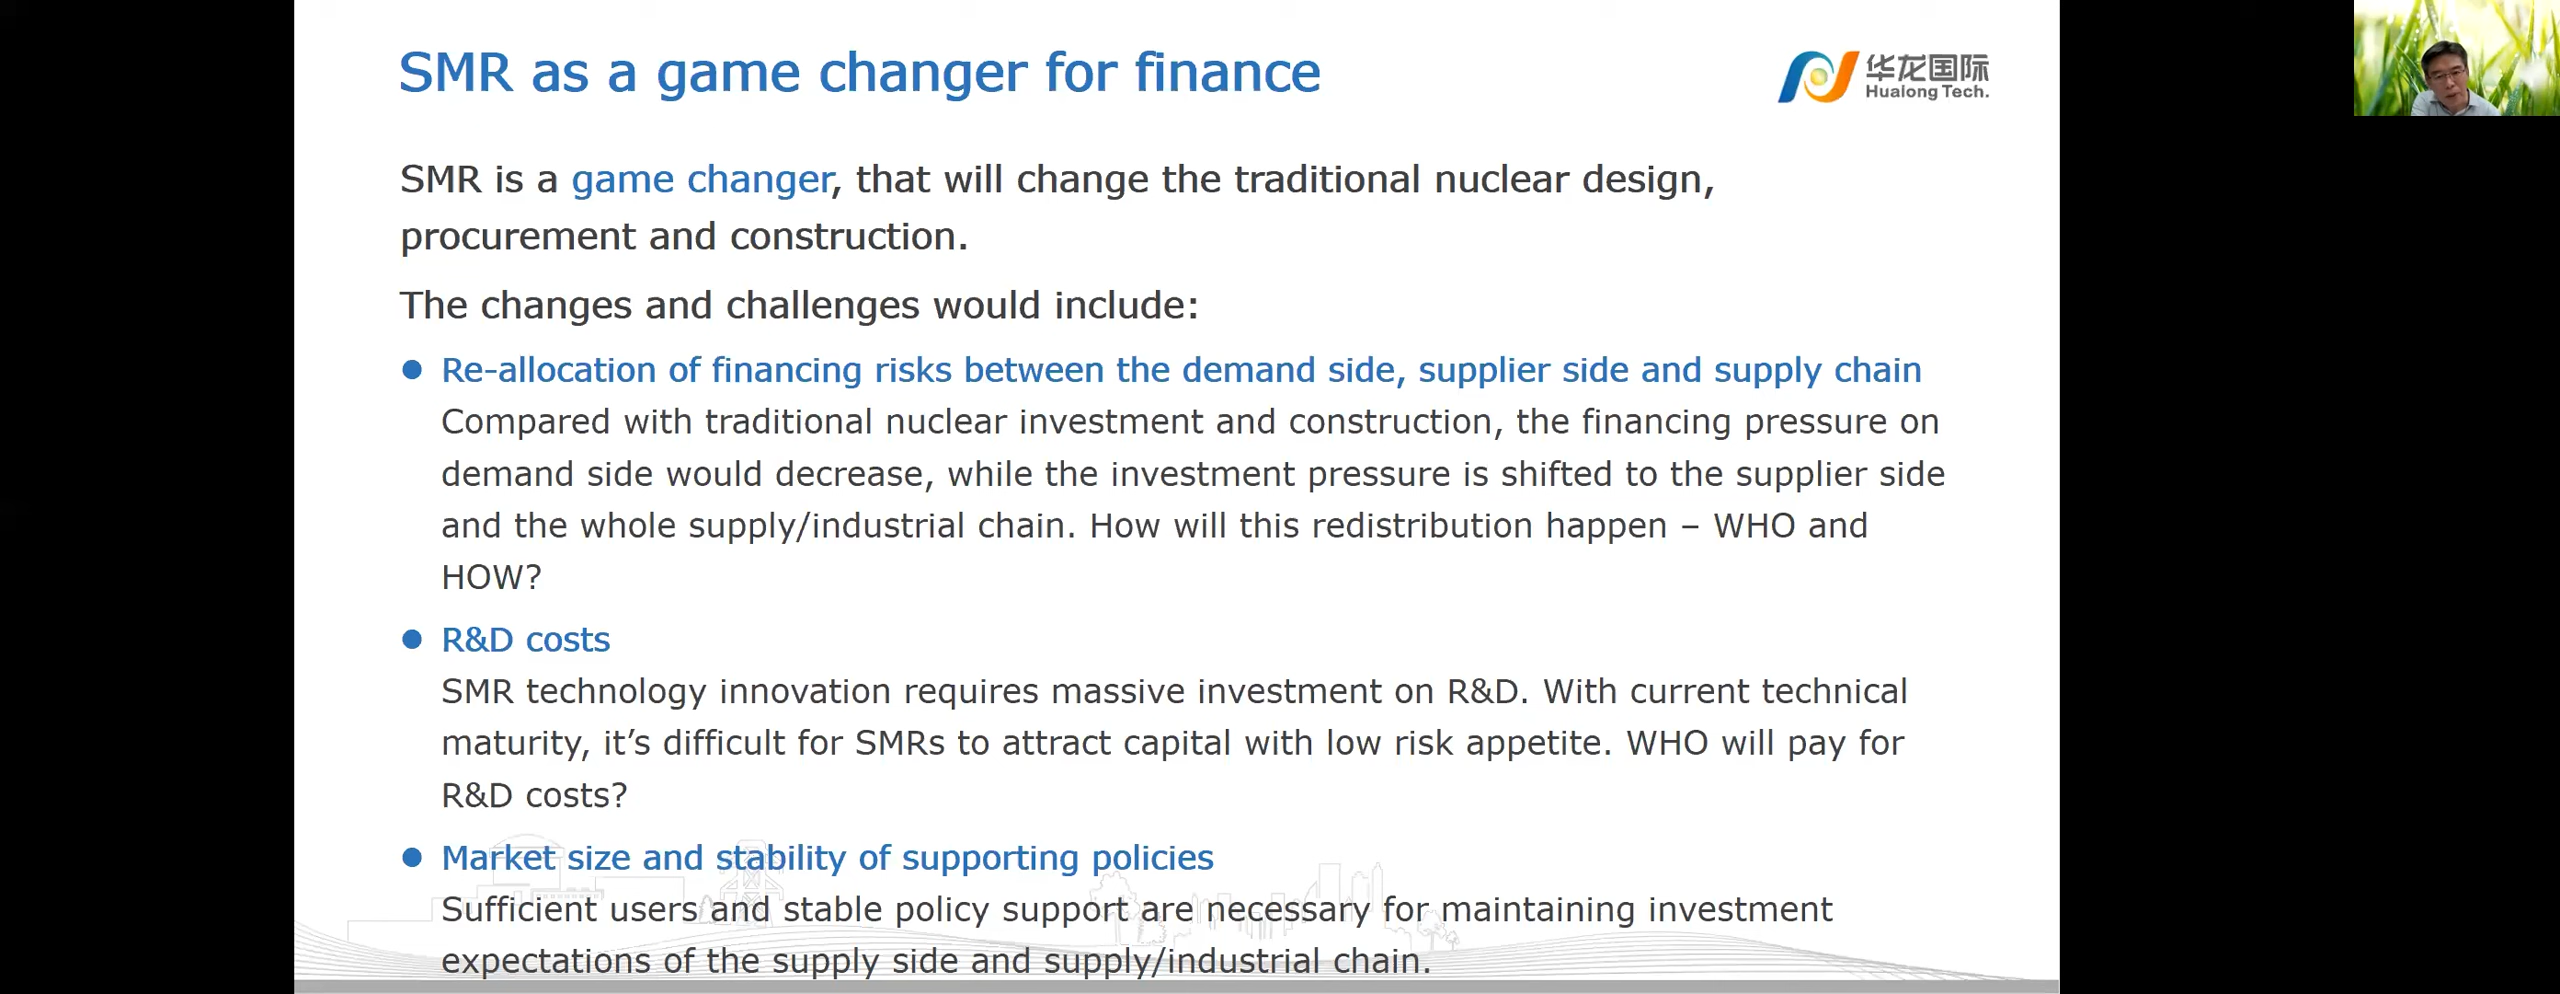 SMR as a game changer for finance
华龙国际
Hualong Tech.
SMR is a game changer, that will change the traditional nuclear design,
procurement and construction.
The changes and challenges would include:
● Re-allocation of financing risks between the demand side, supplier side and supply chain
Compared with traditional nuclear investment and construction, the financing pressure on
demand side would decrease, while the investment pressure is shifted to the supplier side
and the whole supply/industrial chain. How will this redistribution happen – WHO and
HOW?
● R&D costs
SMR technology innovation requires massive investment on R&D. With current technical
maturity, it’s difficult for SMRs to attract capital with low risk appetite. WHO will pay for
R&D costs?
● Market size and stability of supporting policies
Sufficient users and stable policy support are necessary for maintaining investment
expectations of the supply side and supply/industrial chain.